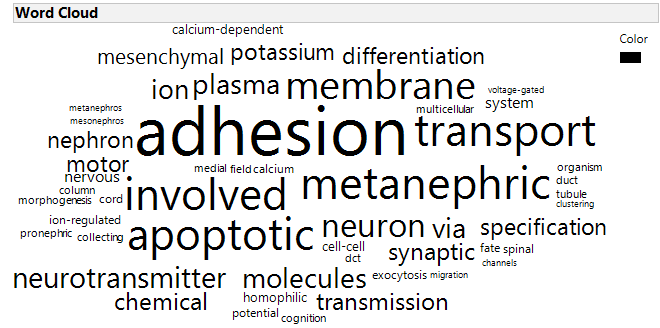 Word Cloud
calcium-dependent
Color
mesenchymal potassium differentiation
ion plasma membrane voltage-gated
metanephros multicellular system
mesonephros
nephron adhesion transport
motor medial field calcium organism
nervous involved metanephric duct
column tubule
morphogenesis cord clustering
ion-regulated apoptotic neuron via specification
pronephric collecting
cell-cell synaptic fate spinal
dct channels
neurotransmitter molecules exocytosis migration
chemical homophilic transmission
potential cognition